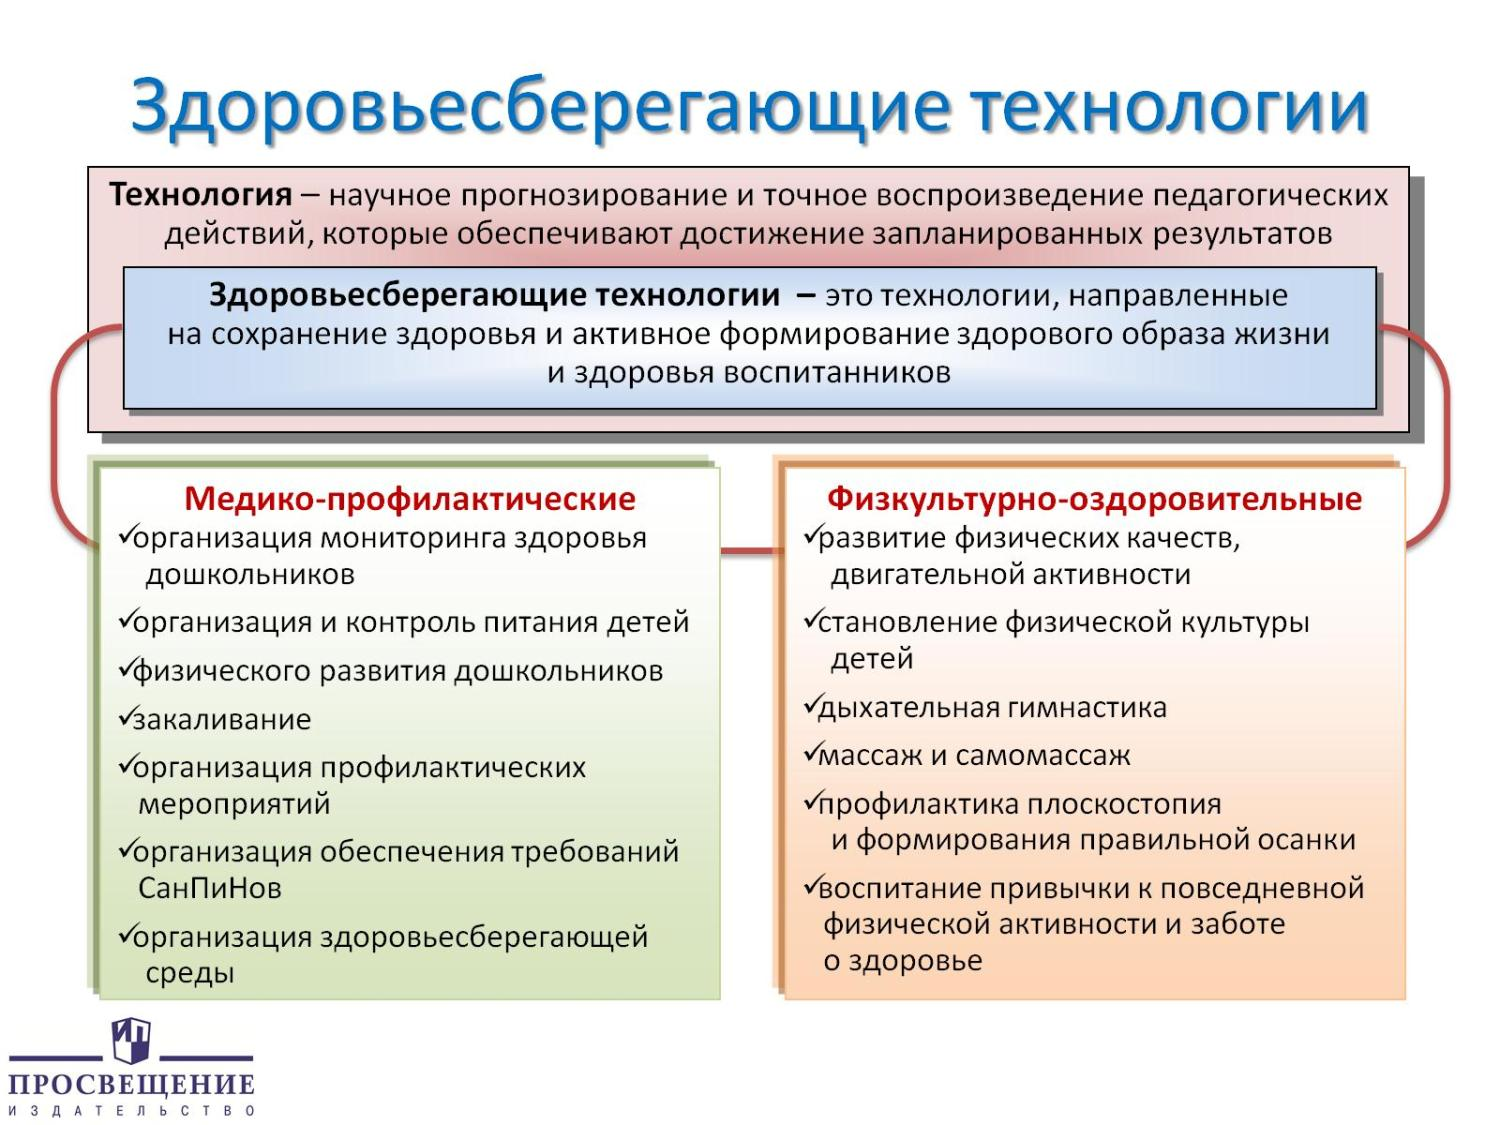 Здоровьесберегающие технологии
Технология – научное прогнозирование и точное воспроизведение педагогических
действий, которые обеспечивают достижение запланированных результатов
Здоровьесберегающие технологии – это технологии, направленные
на сохранение здоровья и активное формирование здорового образа жизни
и здоровья воспитанников
Медико-профилактические
✓организация мониторинга здоровья
дошкольников
✓организация и контроль питания детей
✓физического развития дошкольников
✓закаливание
✓организация профилактических
мероприятий
✓организация обеспечения требований
СанПиНов
✓организация здоровьесберегающей
среды
Физкультурно-оздоровительные
✓развитие физических качеств,
двигательной активности
✓становление физической культуры
детей
✓дыхательная гимнастика
✓массаж и самомассаж
✓профилактика плоскостопия
и формирования правильной осанки
✓воспитание привычки к повседневной
физической активности и заботе
о здоровье
ИП
ПРОСВЕЩЕНИЕ
ИЗДАТЕЛЬСТВО